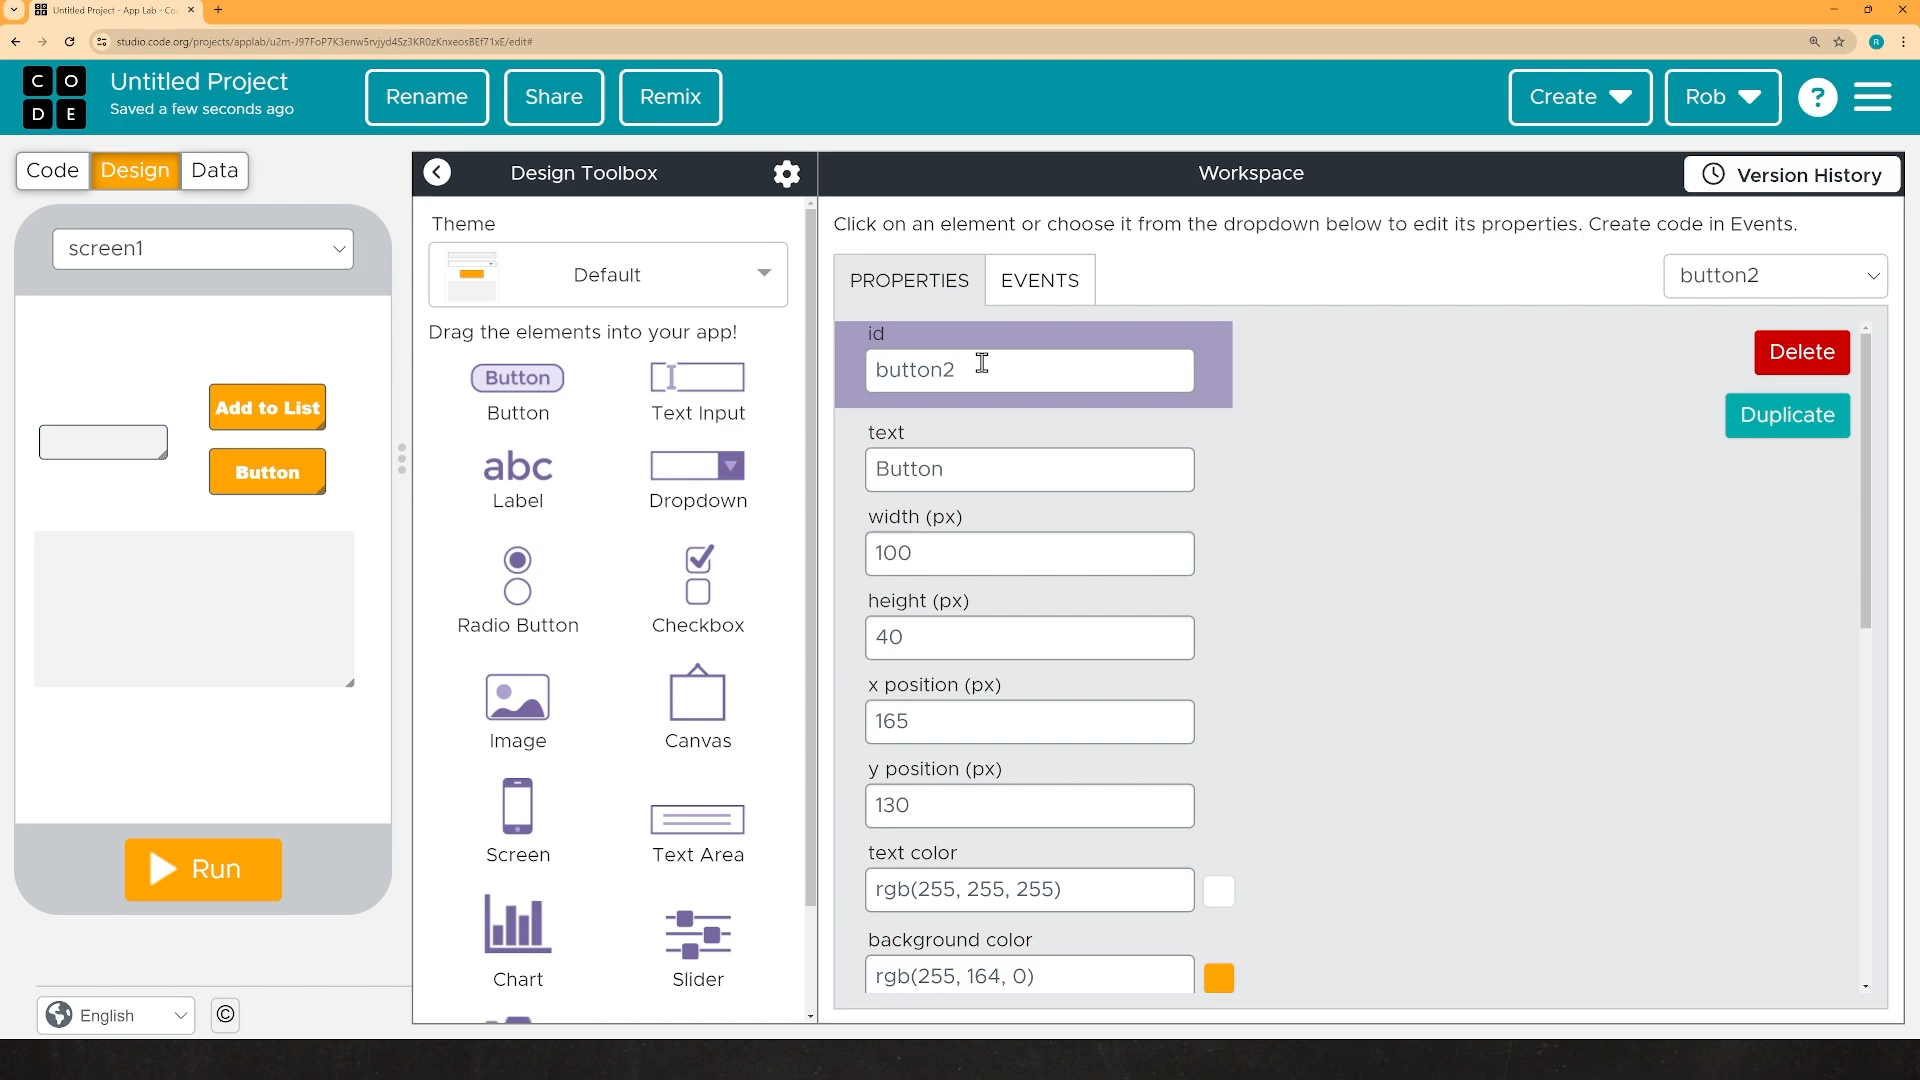 Untitled Project - App Lab - Co
studio.code.org/projects/applab/u2m-J97FoP7K3enw5rvjyd4Sz3KR0zKnxeosBEf71xE/edit#
R
C O
D E
Untitled Project
Saved a few seconds ago
Rename
Share
Remix
Create
Rob
?
Code
Design
Data
Design Toolbox
Workspace
Version History
screen1
Theme
Default
Drag the elements into your app!
Button
Button
Text Input
abc
Label
Dropdown
Radio Button
Checkbox
Image
Canvas
Screen
Text Area
Chart
Slider
Add to List
Button
Run
English
©
Click on an element or choose it from the dropdown below to edit its properties. Create code in Events.
PROPERTIES
EVENTS
button2
id
button2
Delete
Duplicate
text
Button
width (px)
100
height (px)
40
x position (px)
165
y position (px)
130
text color
rgb(255, 255, 255)
background color
rgb(255, 164, 0)